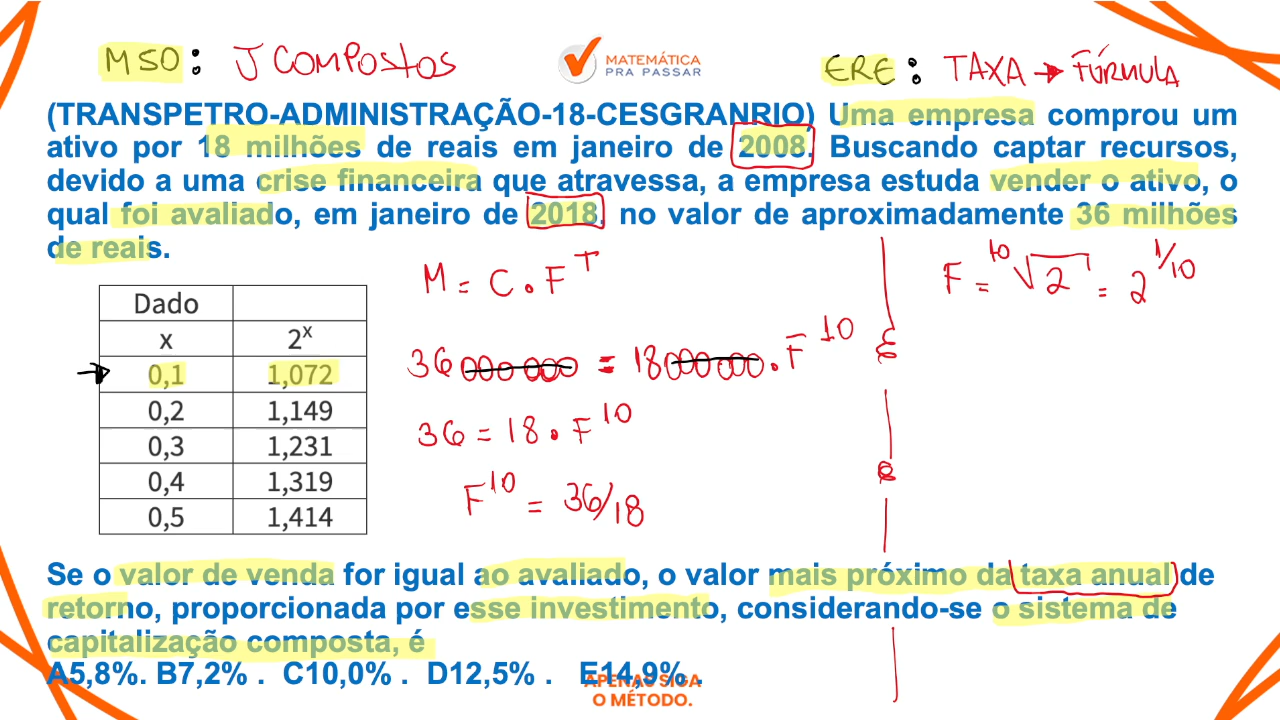 MSO: J COMPOSTOS
MATEMÁTICA
PRA PASSAR
ERE: TAXA → FÓRMULA
(TRANSPETRO-ADMINISTRAÇÃO-18-CESGRANRIO) Uma empresa comprou um
ativo por 18 milhões de reais em janeiro de 2008. Buscando captar recursos,
devido a uma crise financeira que atravessa, a empresa estuda vender o ativo, o
qual foi avaliado, em janeiro de 2018, no valor de aproximadamente 36 milhões
de reais.
Dado
x 2^x
0,1 1,072
0,2 1,149
0,3 1,231
0,4 1,319
0,5 1,414
M = C . F^T
36 000 000 = 18 000 000 . F^10
36 = 18 . F^10
F^10 = 36/18
F = ^10√2 = 2^1/10
Se o valor de venda for igual ao avaliado, o valor mais próximo da taxa anual de
retorno, proporcionada por esse investimento, considerando-se o sistema de
capitalização composta, é
A5,8%. B7,2% . C10,0% . D12,5% . E14,9% .
APENAS SIGA
O MÉTODO.